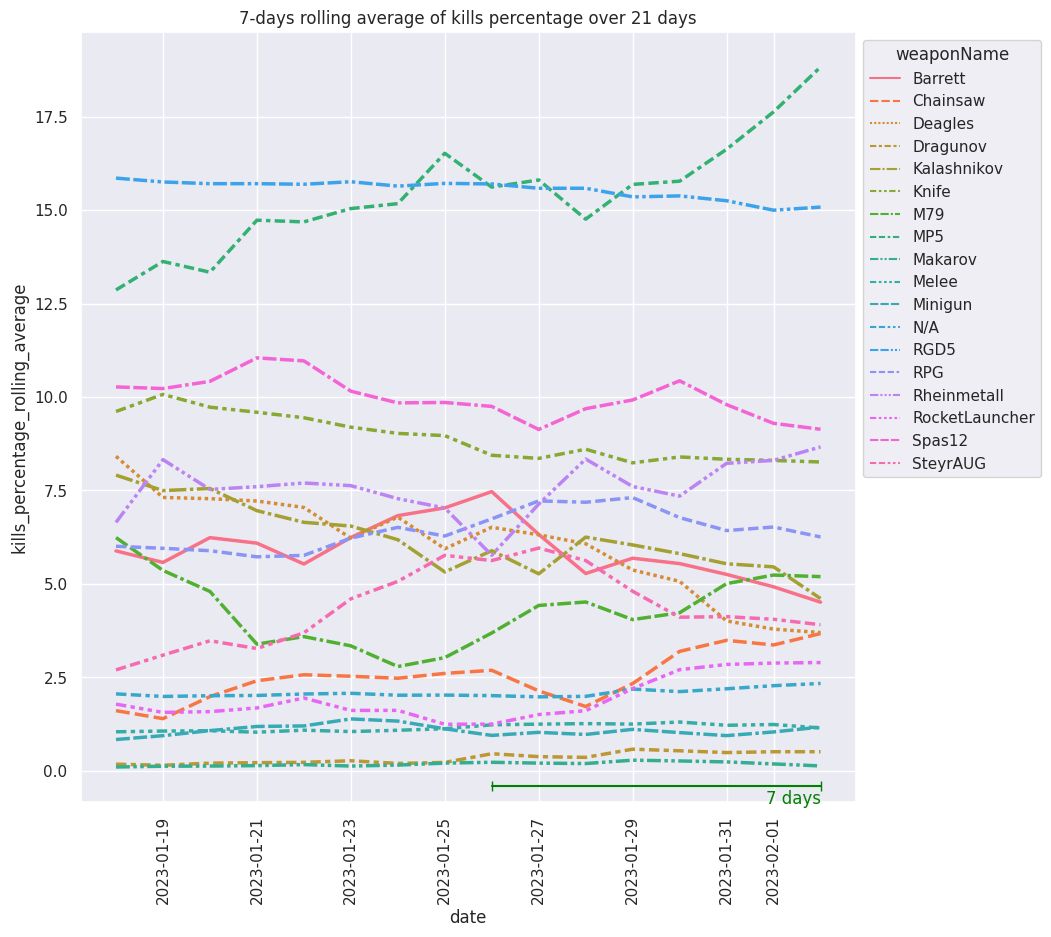 7-days rolling average of kills percentage over 21 days
kills_percentage_rolling_average
17.5
15.0
12.5
10.0
7.5
5.0
2.5
0.0
7 days
2023-01-19
2023-01-21
2023-01-23
2023-01-25
2023-01-27
2023-01-29
2023-01-31
2023-02-01
date
weaponName
Barrett
Chainsaw
Deagles
Dragunov
Kalashnikov
Knife
M79
MP5
Makarov
Melee
Minigun
N/A
RGD5
RPG
Rheinmetall
RocketLauncher
Spas12
SteyrAUG